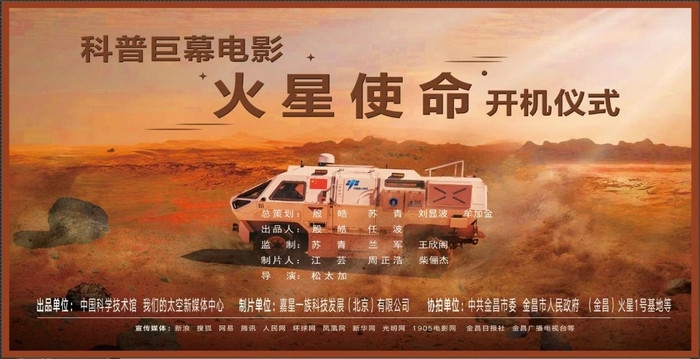 科普巨幕电影
火星使命 开机仪式
总策划：殷皓 苏青 刘显波 牟加金
出品人：殷皓 任波
监制：苏青 兰军 王欣阁
制片人：江芸 周正浩 柴俪杰
导演：松太加
出品单位：中国科学技术馆 我们的太空新媒体中心 制片单位：嘉星一族科技发展（北京）有限公司 协拍单位：中共金昌市委 金昌市人民政府 （金昌）火星1号基地等
宣传媒体：新浪 搜狐 网易 腾讯 人民网 环球网 凤凰网 新华网 光明网 1905电影网 金昌日报社 金昌广播电视台等